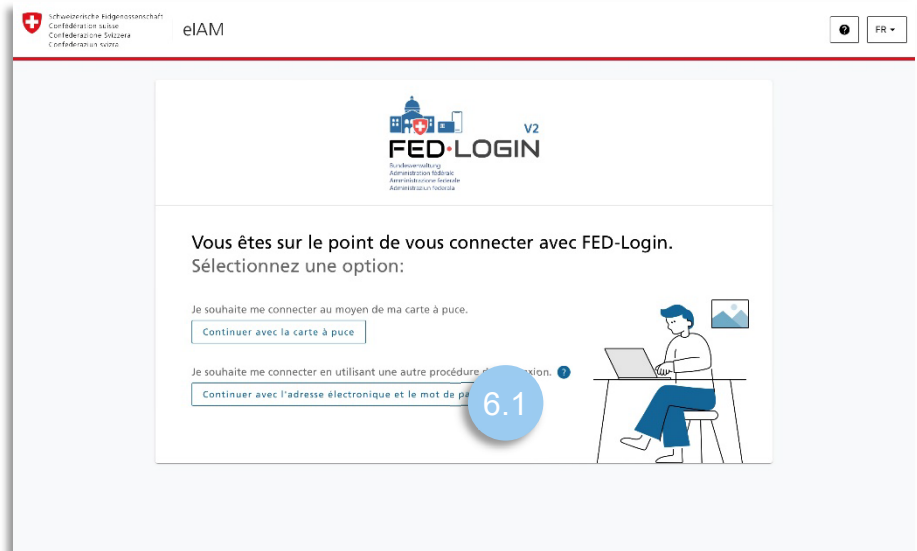 Schweizerische Eidgenossenschaft
Confédération suisse
Confederazione Svizzera
Confederaziun svizra
eIAM
?
FR
V2
FED·LOGIN
Bundesverwaltung
Administration fédérale
Amministrazione federale
Administraziun federala
Vous êtes sur le point de vous connecter avec FED-Login.
Sélectionnez une option:
Je souhaite me connecter au moyen de ma carte à puce.
Continuer avec la carte à puce
Je souhaite me connecter en utilisant une autre procédure ?
Continuer avec l'adresse électronique et le mot de
6.1